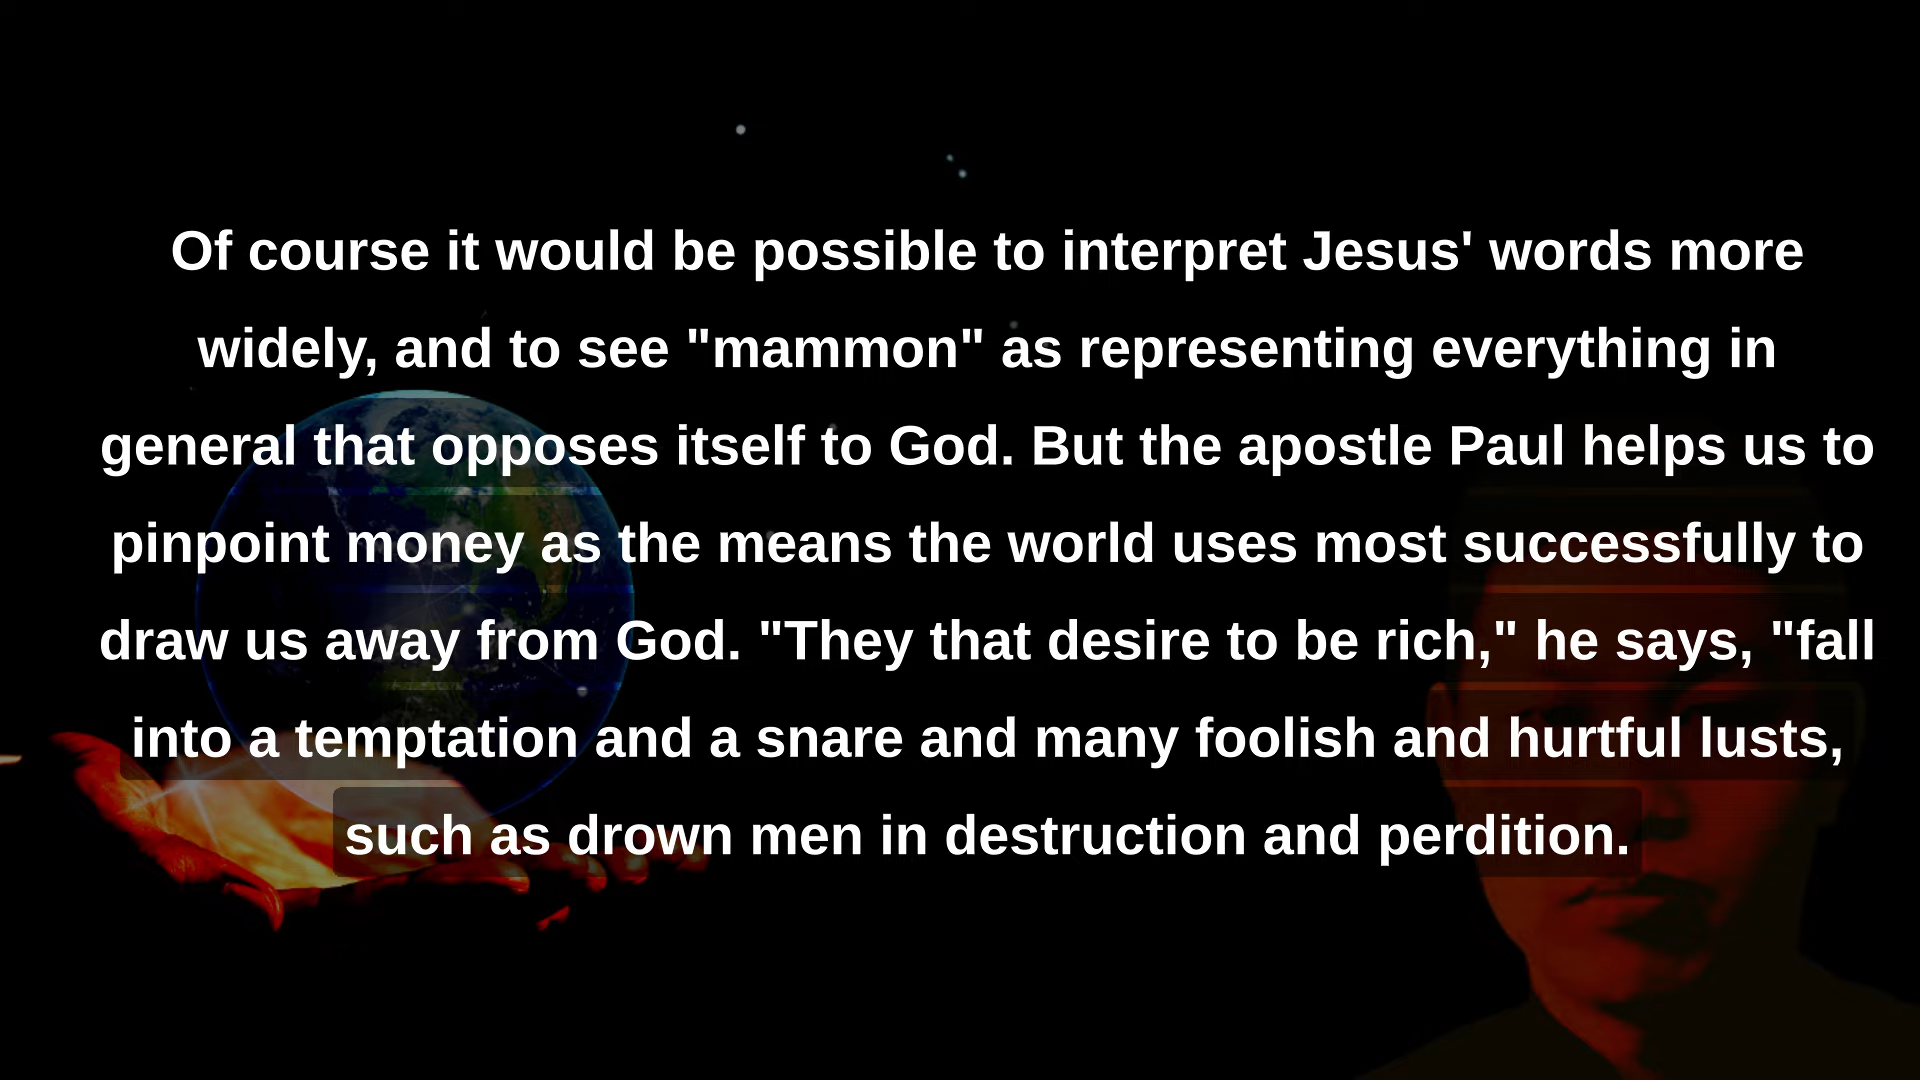 Of course it would be possible to interpret Jesus' words more
widely, and to see "mammon" as representing everything in
general that opposes itself to God. But the apostle Paul helps us to
pinpoint money as the means the world uses most successfully to
draw us away from God. "They that desire to be rich," he says, "fall
into a temptation and a snare and many foolish and hurtful lusts,
such as drown men in destruction and perdition.